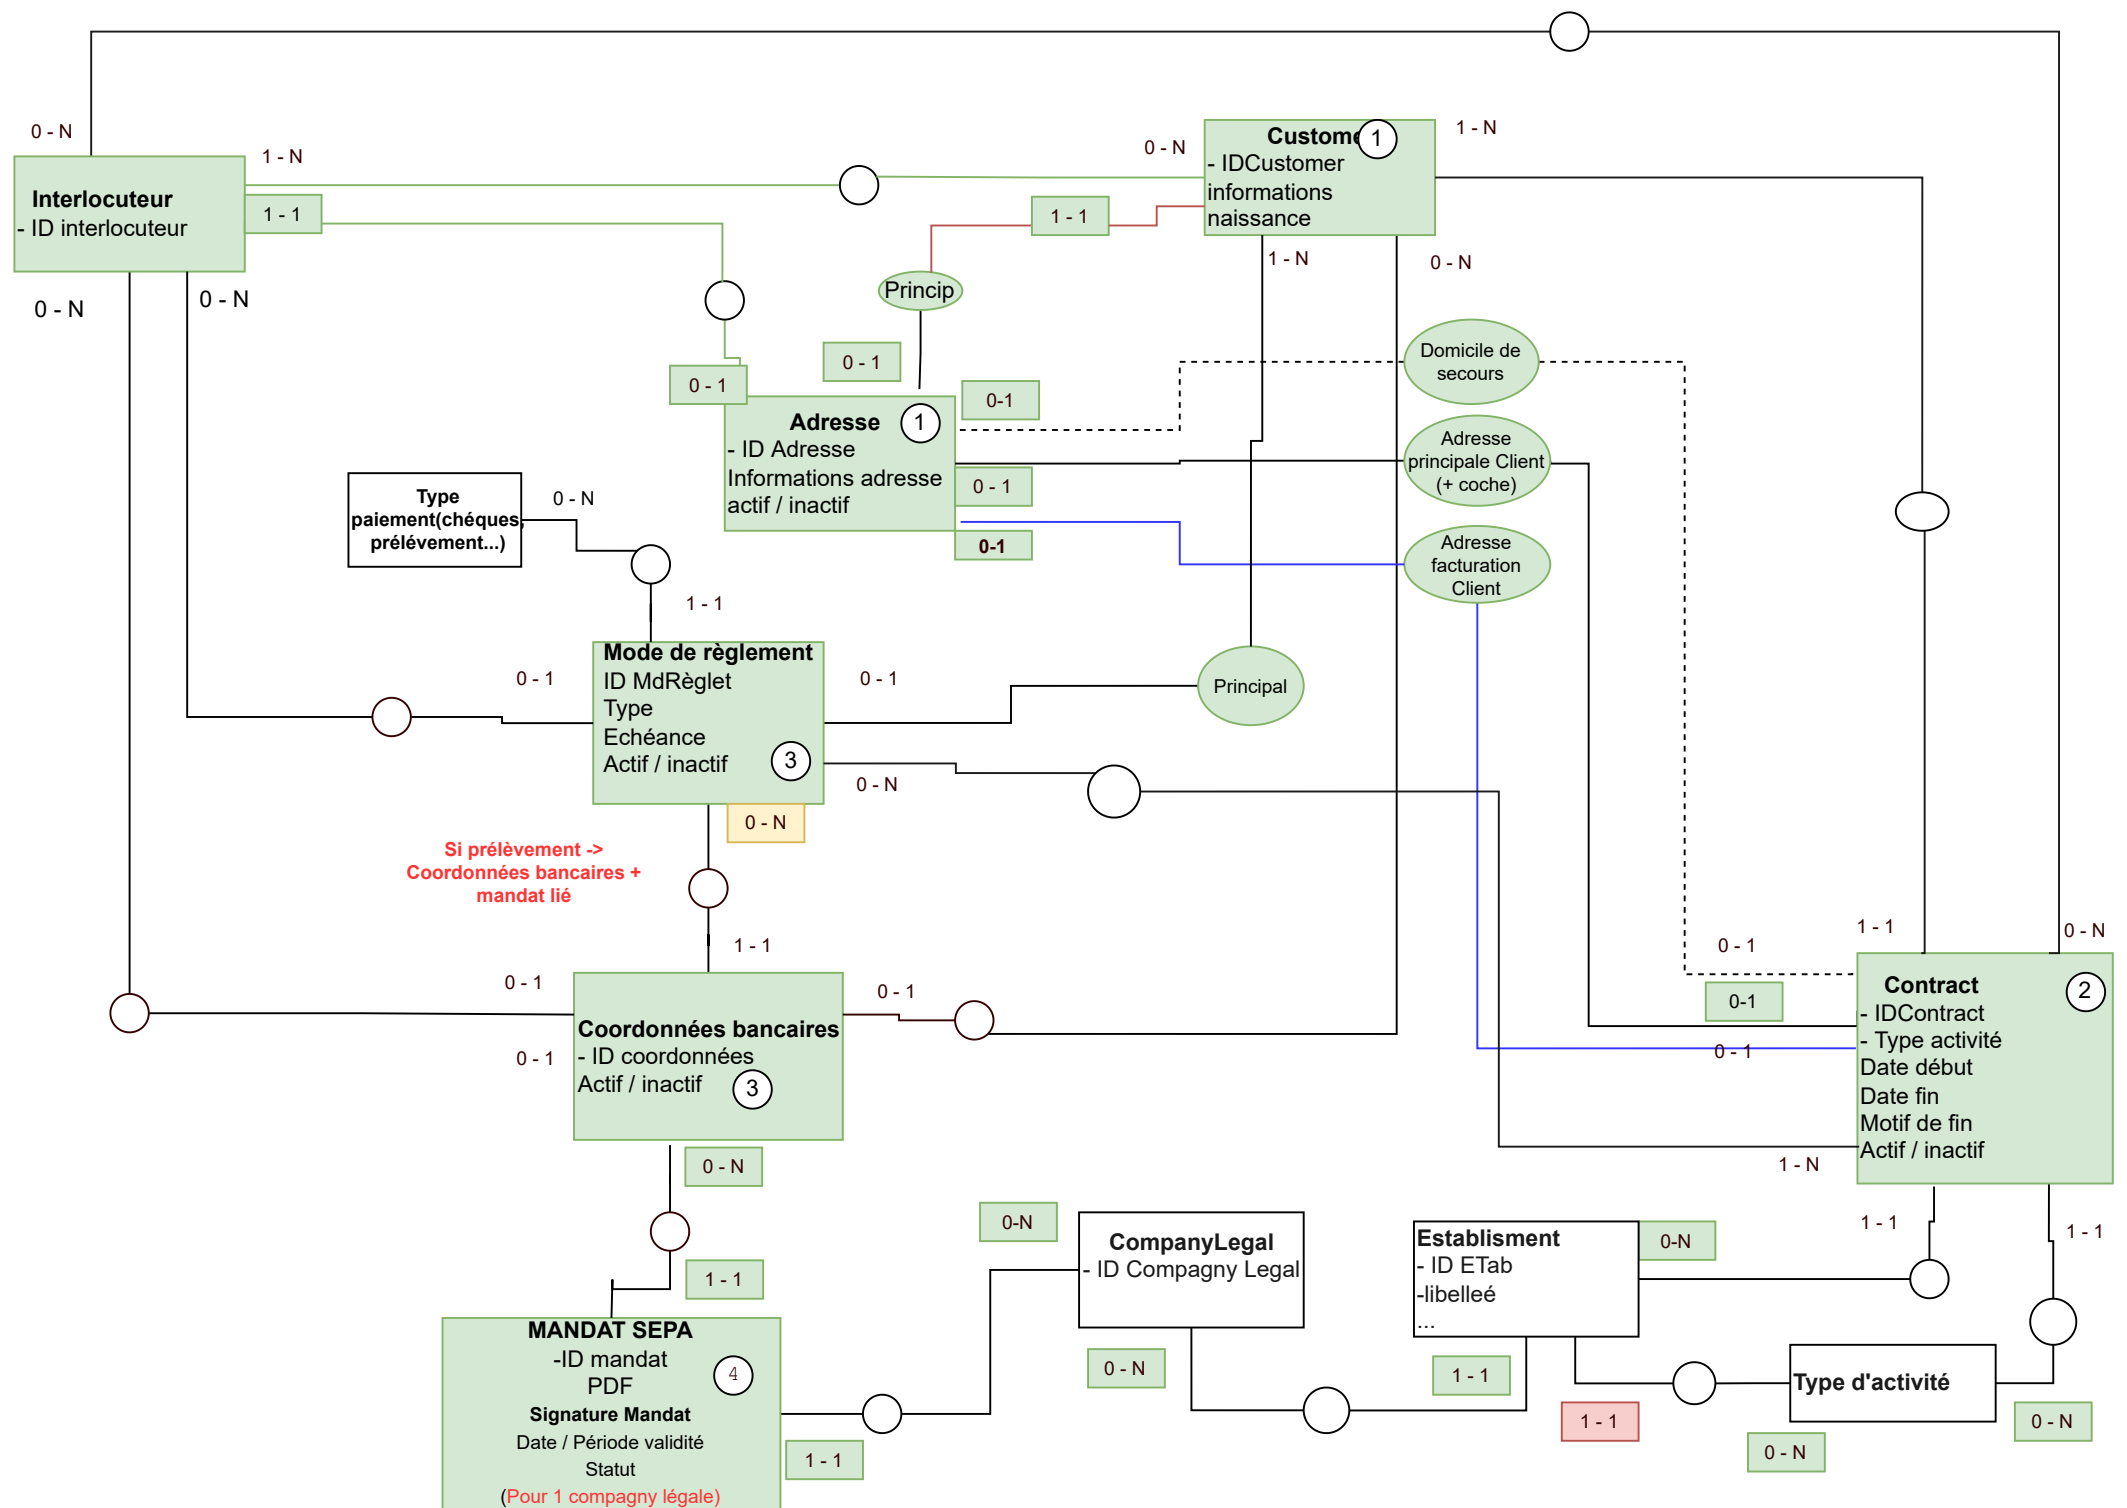 0 - N
Interlocuteur
- ID interlocuteur
1 - N
1 - 1
0 - N
0 - N
0 - N
1 - N
Custome
1
- IDCustomer
informations
naissance
1 - 1
1 - N
0 - N
Princip
0 - 1
0 - 1
0-1
Adresse
1
- ID Adresse
Informations adresse
actif / inactif
0 - 1
0-1
Domicile de
secours
Adresse
principale Client
(+ coche)
Adresse
facturation
Client
Type
paiement(chéques,
prélévement...)
0 - N
1 - 1
0 - 1
Mode de règlement
ID MdRèglet
Type
Echéance
Actif / inactif
3
0 - 1
0 - N
Principal
0 - N
Si prélèvement ->
Coordonnées bancaires +
mandat lié
1 - 1
0 - 1
0 - 1
0 - 1
Coordonnées bancaires
- ID coordonnées
Actif / inactif
3
0 - N
1 - 1
1 - 1
0 - N
0 - 1
0-1
0 - 1
Contract
2
- IDContract
- Type activité
Date début
Date fin
Motif de fin
Actif / inactif
1 - N
1 - 1
1 - 1
MANDAT SEPA
-ID mandat
PDF
4
Signature Mandat
Date / Période validité
Statut
(Pour 1 compagny légale)
1 - 1
0-N
CompanyLegal
- ID Compagny Legal
0 - N
Establisment
- ID ETab
-libelleé
...
0-N
1 - 1
1 - 1
Type d'activité
0 - N
0 - N